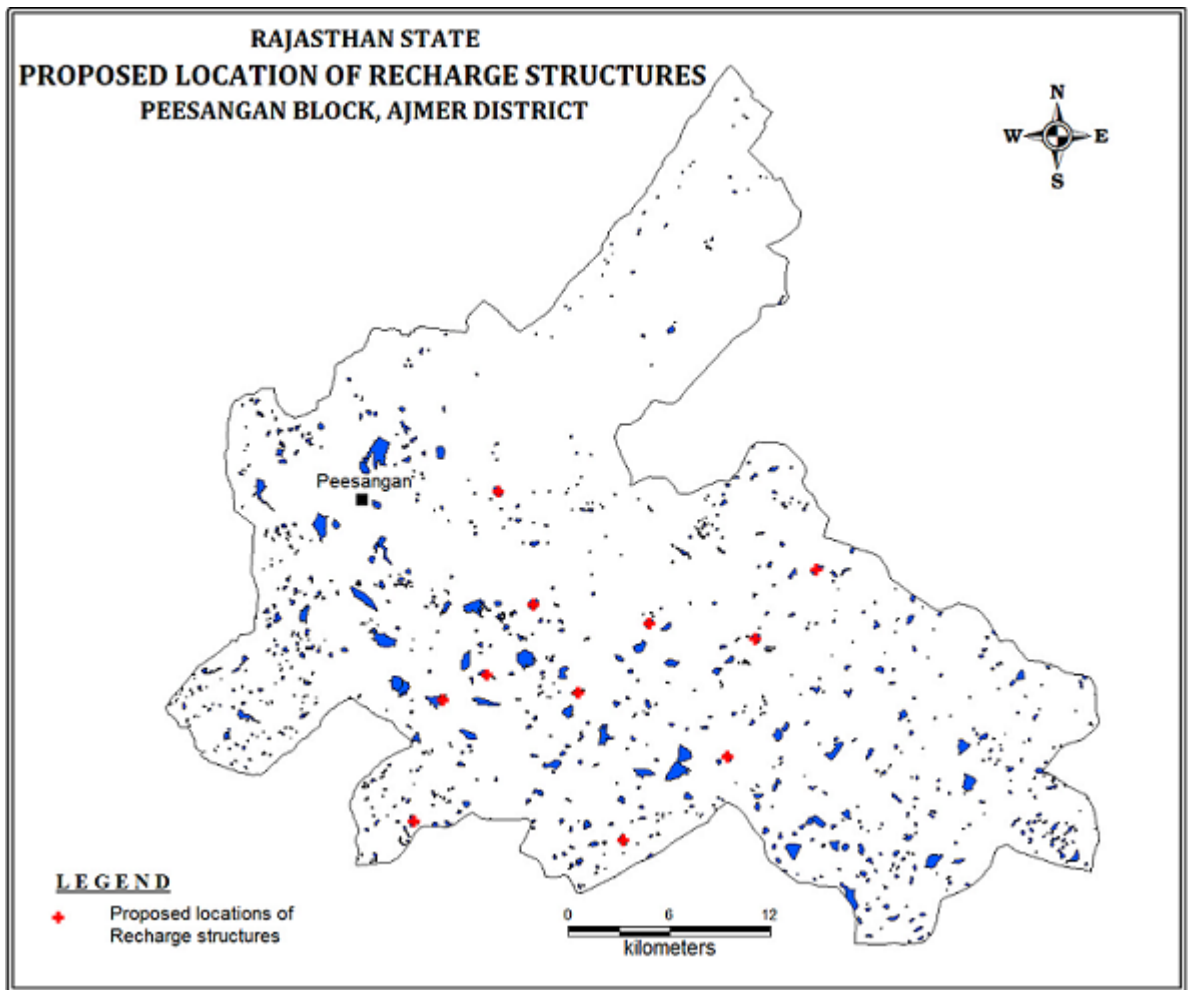 RAJASTHAN STATE
PROPOSED LOCATION OF RECHARGE STRUCTURES
PEESANGAN BLOCK, AJMER DISTRICT
N
W E
S
Peesangan
LEGEND
Proposed locations of
Recharge structures
0 6 12
kilometers